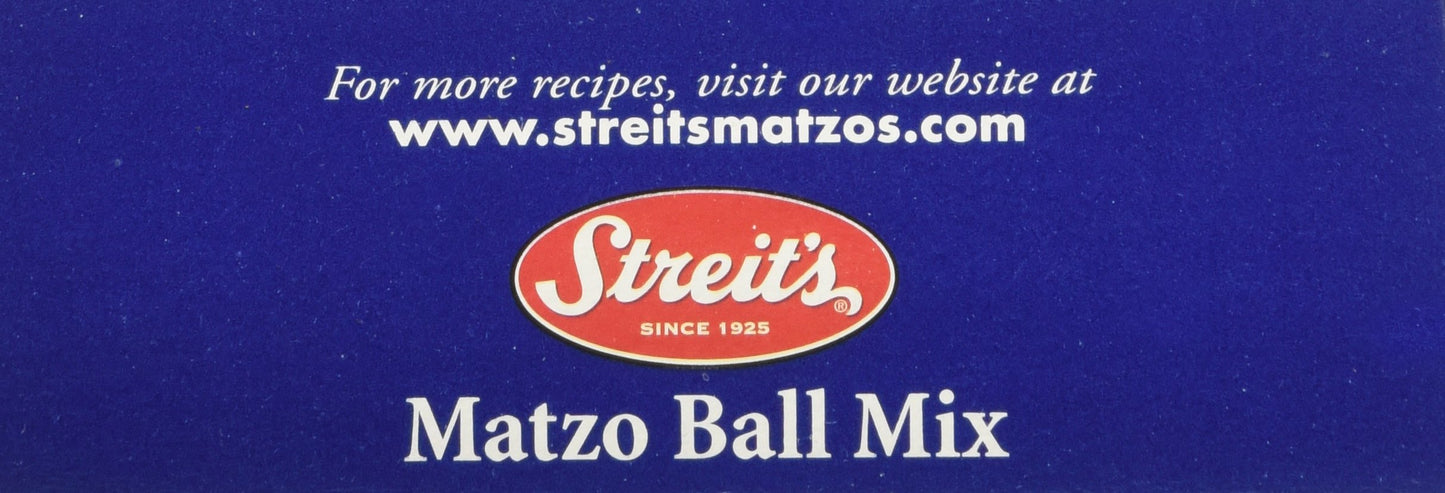 For more recipes, visit our website at
www.streitsmatzos.com
Streit's®
SINCE 1925
Matzo Ball Mix